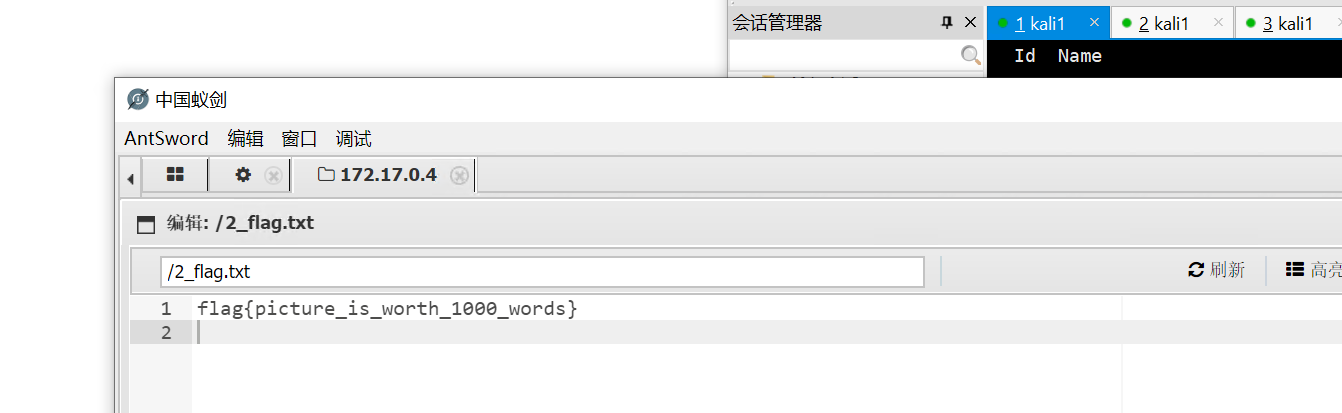 会话管理器
1 kali1
2 kali1
3 kali1
Id Name
中国蚁剑
AntSword 编辑 窗口 调试
172.17.0.4
编辑: /2_flag.txt
/2_flag.txt
刷新
高亮
1 flag{picture_is_worth_1000_words}
2